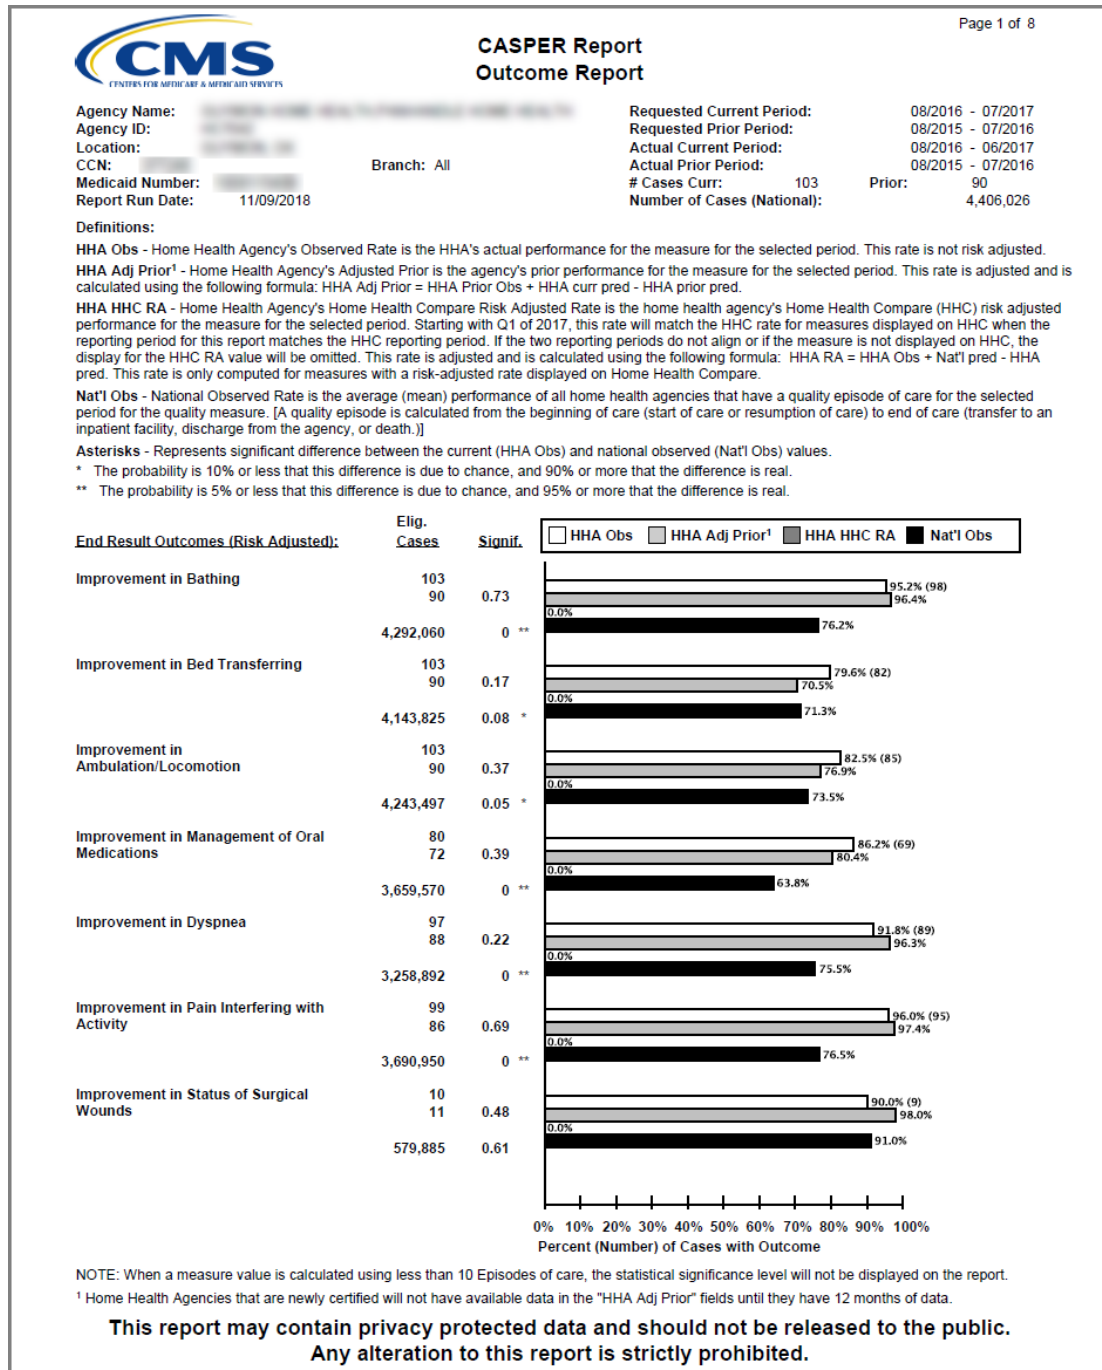 Page 1 of 8
CMS
CENTERS FOR MEDICARE & MEDICAID SERVICES
CASPER Report
Outcome Report
Agency Name:
Requested Current Period: 08/2016 - 07/2017
Agency ID:
Requested Prior Period: 08/2015 - 07/2016
Location:
Actual Current Period: 08/2016 - 06/2017
CCN: Branch: All
Actual Prior Period: 08/2015 - 07/2016
Medicaid Number:
# Cases Curr: 103 Prior: 90
Report Run Date: 11/09/2018
Number of Cases (National): 4,406,026
Definitions:
HHA Obs - Home Health Agency's Observed Rate is the HHA's actual performance for the measure for the selected period. This rate is not risk adjusted.
HHA Adj Prior¹ - Home Health Agency's Adjusted Prior is the agency's prior performance for the measure for the selected period. This rate is adjusted and is
calculated using the following formula: HHA Adj Prior = HHA Prior Obs + HHA curr pred - HHA prior pred.
HHA HHC RA - Home Health Agency's Home Health Compare Risk Adjusted Rate is the home health agency's Home Health Compare (HHC) risk adjusted
performance for the measure for the selected period. Starting with Q1 of 2017, this rate will match the HHC rate for measures displayed on HHC when the
reporting period for this report matches the HHC reporting period. If the two reporting periods do not align or if the measure is not displayed on HHC, the
display for the HHC RA value will be omitted. This rate is adjusted and is calculated using the following formula: HHA RA = HHA Obs + Nat'l pred - HHA
pred. This rate is only computed for measures with a risk-adjusted rate displayed on Home Health Compare.
Nat'l Obs - National Observed Rate is the average (mean) performance of all home health agencies that have a quality episode of care for the selected
period for the quality measure. [A quality episode is calculated from the beginning of care (start of care or resumption of care) to end of care (transfer to an
inpatient facility, discharge from the agency, or death.)]
Asterisks - Represents significant difference between the current (HHA Obs) and national observed (Nat'l Obs) values.
* The probability is 10% or less that this difference is due to chance, and 90% or more that the difference is real.
** The probability is 5% or less that this difference is due to chance, and 95% or more that the difference is real.
End Result Outcomes (Risk Adjusted): Elig. Cases Signif.
HHA Obs HHA Adj Prior¹ HHA HHC RA Nat'l Obs
Improvement in Bathing 103 95.2% (98)
90 0.73 96.4%
0.0%
4,292,060 0 ** 76.2%
Improvement in Bed Transferring 103 79.6% (82)
90 0.17 70.5%
0.0%
4,143,825 0.08 * 71.3%
Improvement in 103 82.5% (85)
Ambulation/Locomotion 90 0.37 76.9%
0.0%
4,243,497 0.05 * 73.5%
Improvement in Management of Oral 80 86.2% (69)
Medications 72 0.39 80.4%
0.0%
3,659,570 0 ** 63.8%
Improvement in Dyspnea 97 91.8% (89)
88 0.22 96.3%
0.0%
3,258,892 0 ** 75.5%
Improvement in Pain Interfering with 99 96.0% (95)
Activity 86 0.69 97.4%
0.0%
3,690,950 0 ** 76.5%
Improvement in Status of Surgical 10 90.0% (9)
Wounds 11 0.48 98.0%
0.0%
579,885 0.61 91.0%
0% 10% 20% 30% 40% 50% 60% 70% 80% 90% 100%
Percent (Number) of Cases with Outcome
NOTE: When a measure value is calculated using less than 10 Episodes of care, the statistical significance level will not be displayed on the report.
¹ Home Health Agencies that are newly certified will not have available data in the "HHA Adj Prior" fields until they have 12 months of data.
This report may contain privacy protected data and should not be released to the public.
Any alteration to this report is strictly prohibited.